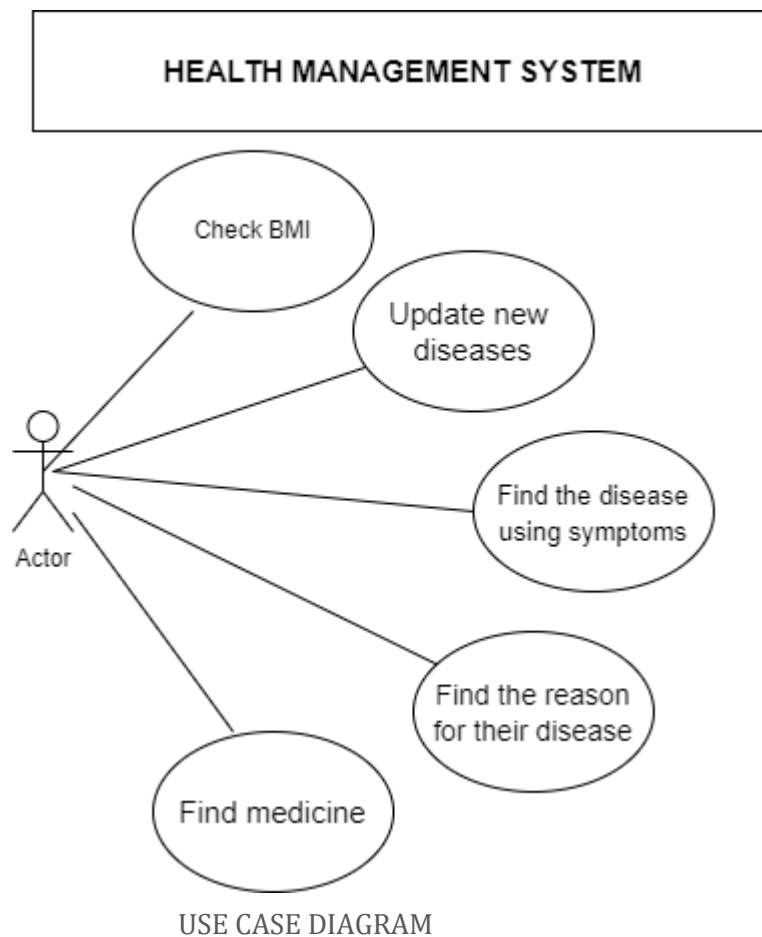 HEALTH MANAGEMENT SYSTEM
Check BMI
Update new
diseases
Find the disease
using symptoms
Actor
Find the reason
for their disease
Find medicine
USE CASE DIAGRAM